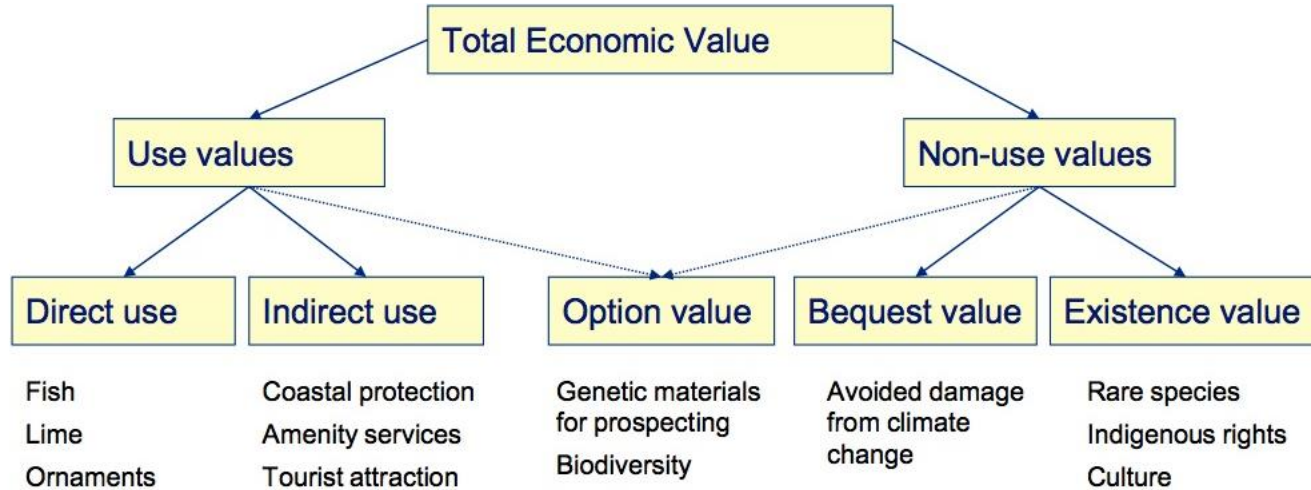 Total Economic Value
Use values
Non-use values
Direct use
Indirect use
Option value
Bequest value
Existence value
Fish
Lime
Ornaments
Coastal protection
Amenity services
Tourist attraction
Genetic materials
for prospecting
Biodiversity
Avoided damage
from climate
change
Rare species
Indigenous rights
Culture